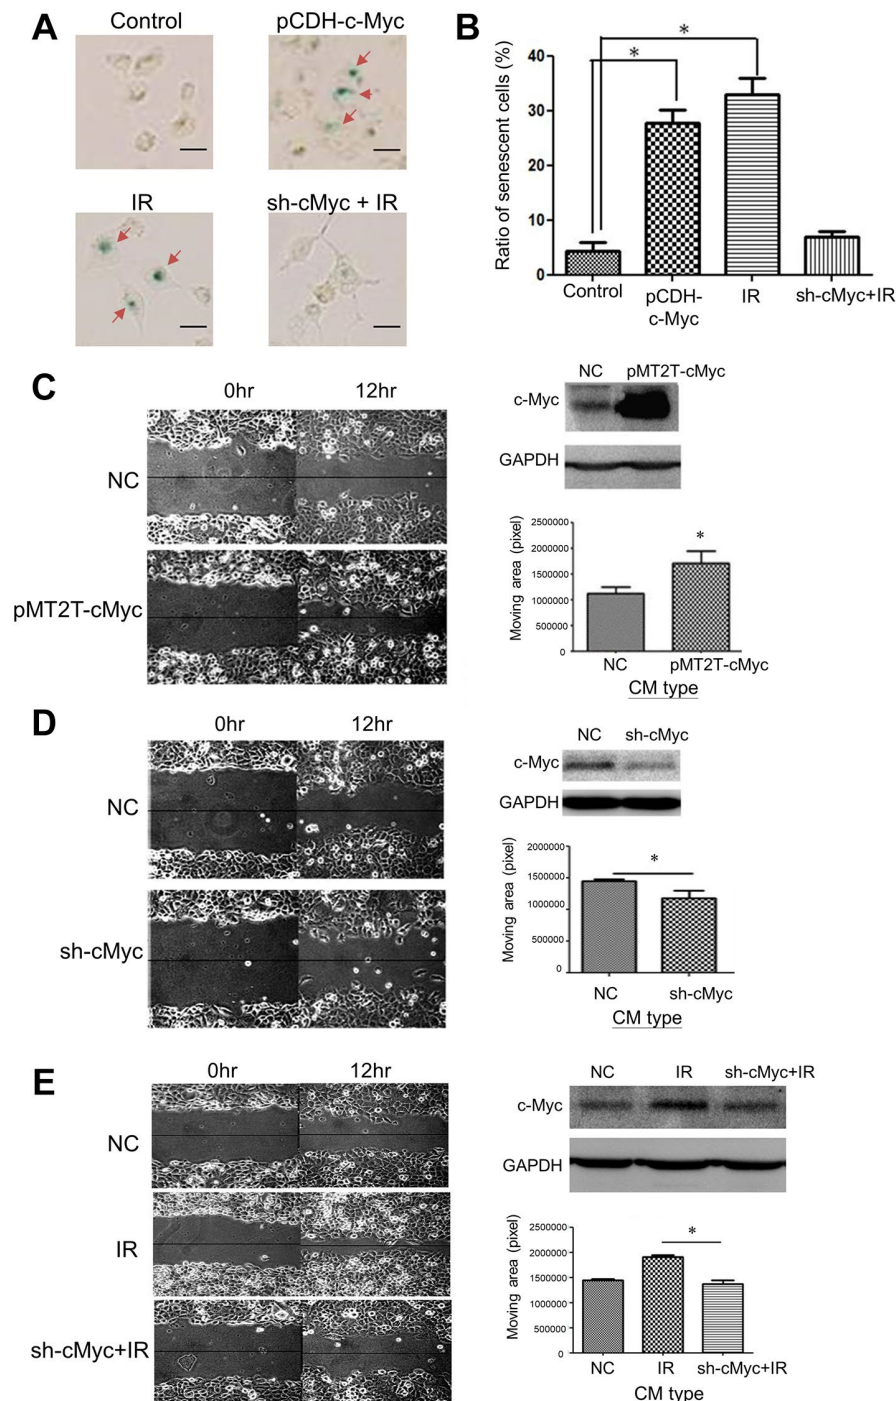 A
Control
pCDH-c-Myc
IR
sh-cMyc + IR
B
Ratio of senescent cells (%)
40
30
20
10
0
*
*
Control
pCDH-
c-Myc
IR
sh-cMyc+IR
C
0hr
12hr
NC
pMT2T-cMyc
NC
pMT2T-cMyc
c-Myc
GAPDH
Moving area (pixel)
2500000
2000000
1500000
1000000
500000
0
*
NC
pMT2T-cMyc
CM type
D
0hr
12hr
NC
sh-cMyc
NC
sh-cMyc
c-Myc
GAPDH
Moving area (pixel)
2000000
1500000
1000000
500000
0
*
NC
sh-cMyc
CM type
E
0hr
12hr
NC
IR
sh-cMyc+IR
NC
IR
sh-cMyc+IR
c-Myc
GAPDH
Moving area (pixel)
2500000
2000000
1500000
1000000
500000
0
*
NC
IR
sh-cMyc+IR
CM type